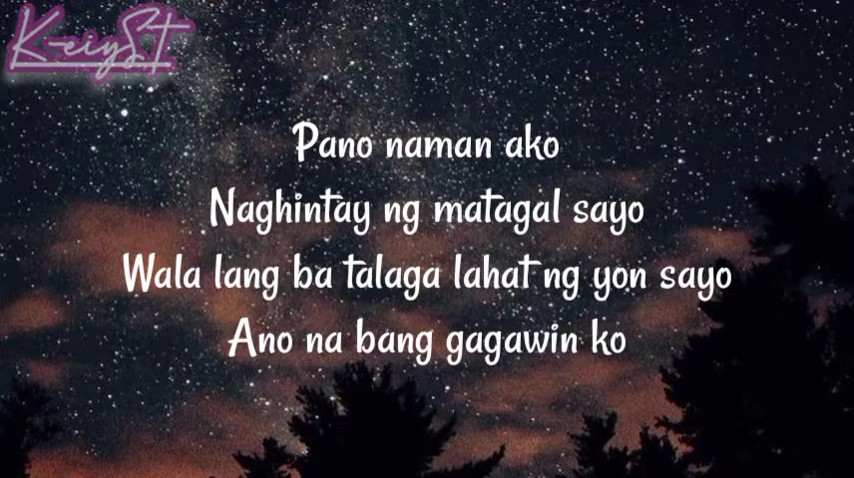 K-eiyST
Pano naman ako
Naghintay ng matagal sayo
Wala lang ba talaga lahat ng yon sayo
Ano na bang gagawin ko